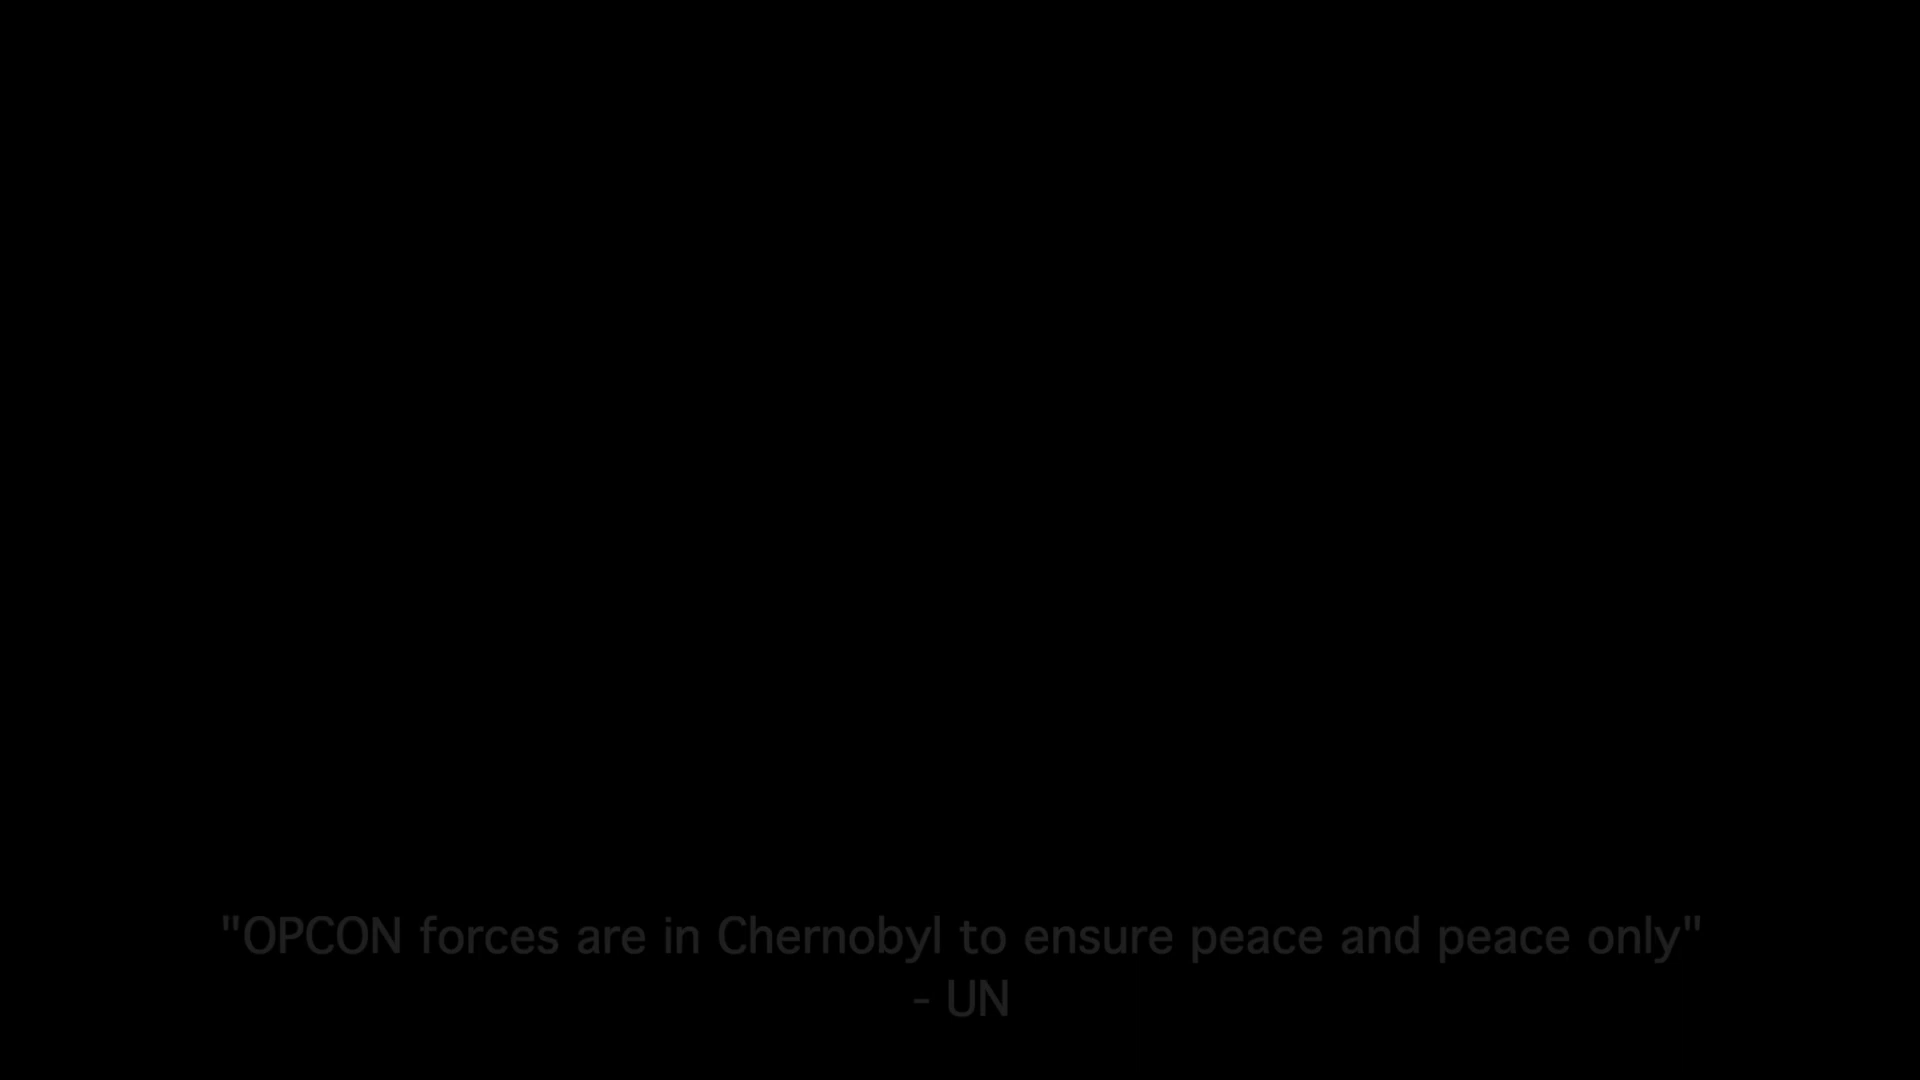 "OPCON forces are in Chernobyl to ensure peace and peace only"
- UN